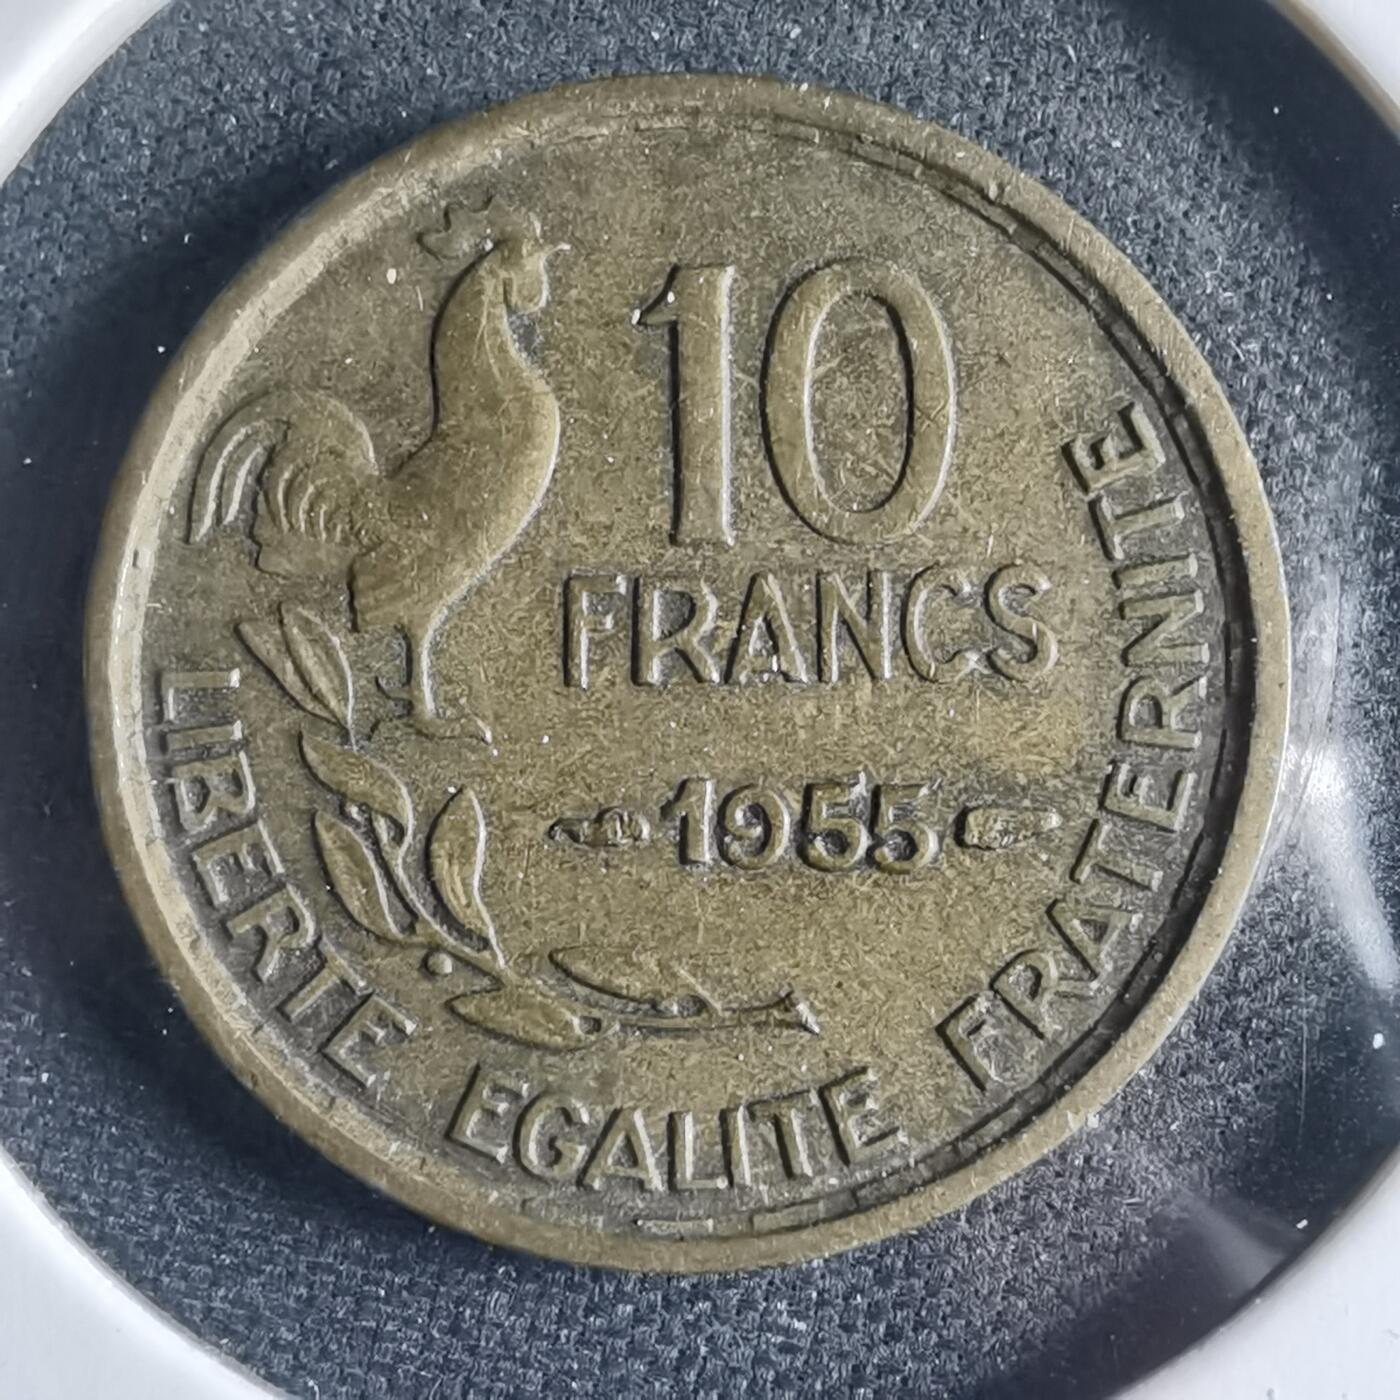 10
FRANCS
1955
LIBERTE EGALITE FRATERNITE